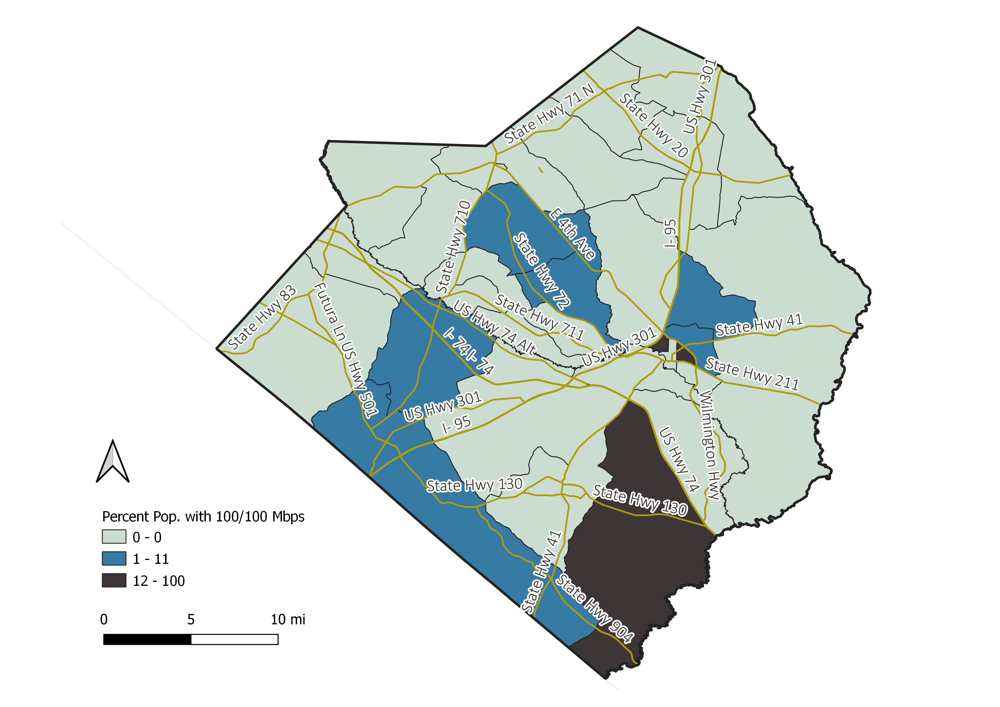 US Hwy 301
State Hwy 71 N
State Hwy 20
State Hwy 710
E 4th Ave
I- 95
State Hwy 72
State Hwy 83
Futura Ln US Hwy 501
US Hwy 74 Alt
State Hwy 711
I- 74 I- 74
US Hwy 301
State Hwy 41
State Hwy 211
US Hwy 301
I- 95
Wilmington Hwy
US Hwy 74
State Hwy 130
State Hwy 130
State Hwy 41
State Hwy 904
Percent Pop. with 100/100 Mbps
0 - 0
1 - 11
12 - 100
0 5 10 mi